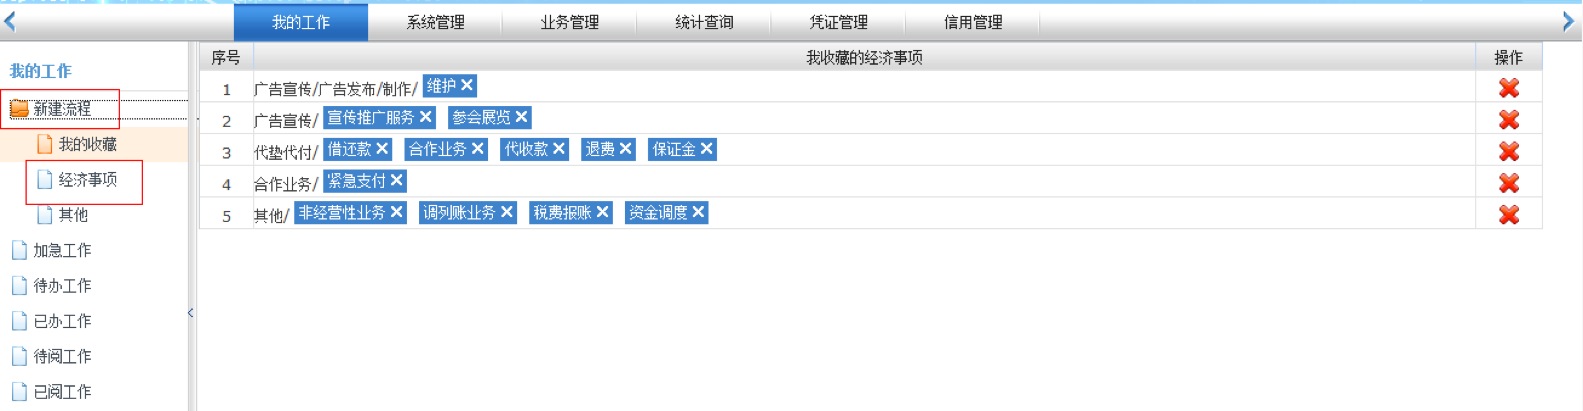 我的工作 系统管理 业务管理 统计查询 凭证管理 信用管理
我的工作
新建流程
我的收藏
经济事项
其他
加急工作
待办工作
已办工作
待阅工作
已阅工作
序号 我收藏的经济事项 操作
1 广告宣传/广告发布/制作/ 维护
2 广告宣传/ 宣传推广服务 参会展览
3 代垫代付/ 借还款 合作业务 代收款 退费 保证金
4 合作业务/ 紧急支付
5 其他/ 非经营性业务 调列账业务 税费报账 资金调度